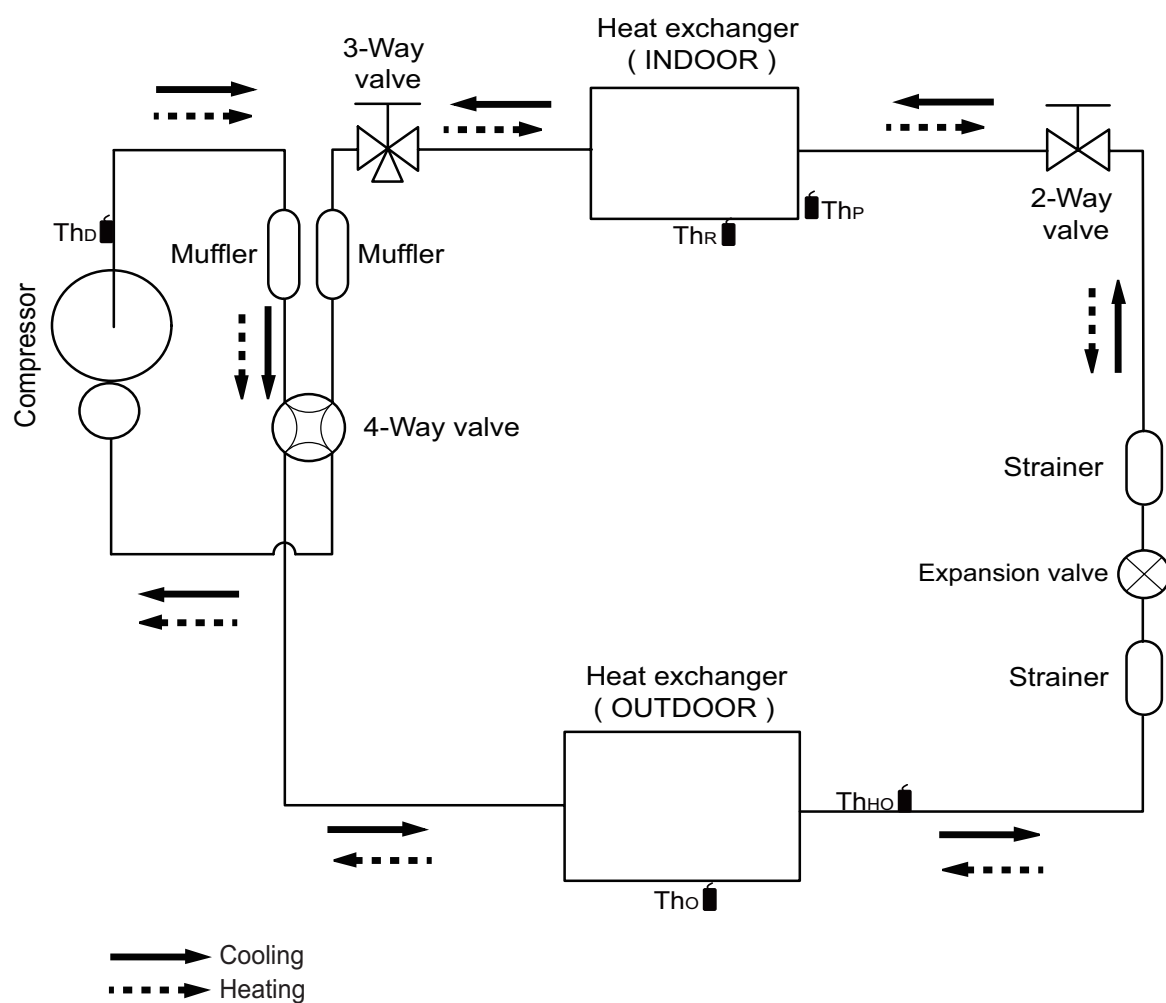 Heat exchanger
( INDOOR )
3-Way
valve
ThD
Muffler
Muffler
ThR
ThP
2-Way
valve
Compressor
4-Way valve
Strainer
Expansion valve
Strainer
Heat exchanger
( OUTDOOR )
ThHO
ThO
Cooling
Heating